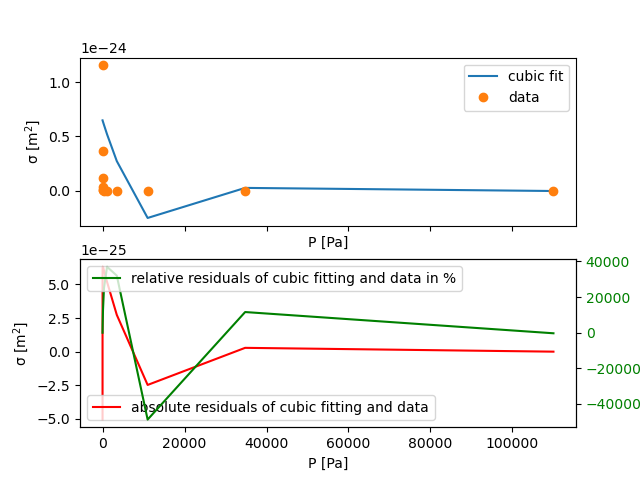 1e−24
1.0
0.5
0.0
σ [m²]
cubic fit
data
P [Pa]
1e−25
5.0
2.5
0.0
−2.5
−5.0
σ [m²]
relative residuals of cubic fitting and data in %
absolute residuals of cubic fitting and data
40000
20000
0
−20000
−40000
0 20000 40000 60000 80000 100000
P [Pa]